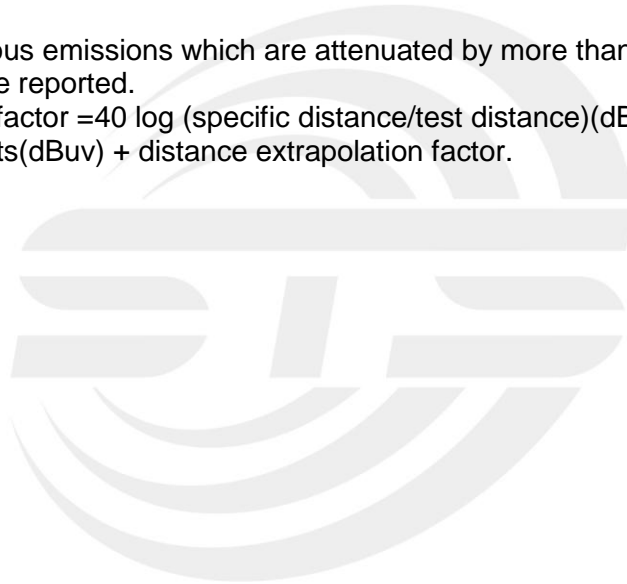 ous emissions which are attenuated by more than
e reported.
factor =40 log (specific distance/test distance)(dB
ts(dBuv) + distance extrapolation factor.
STS